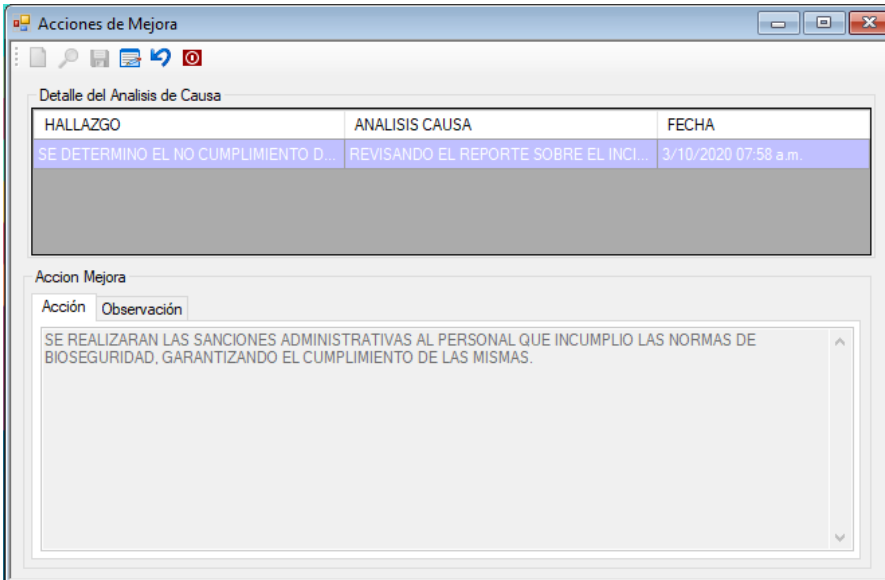 Acciones de Mejora
Detalle del Analisis de Causa
HALLAZGO ANALISIS CAUSA FECHA
SE DETERMINO EL NO CUMPLIMIENTO D... REVISANDO EL REPORTE SOBRE EL INCI... 3/10/2020 07:58 a.m.
Accion Mejora
Acción Observación
SE REALIZARAN LAS SANCIONES ADMINISTRATIVAS AL PERSONAL QUE INCUMPLIO LAS NORMAS DE
BIOSEGURIDAD, GARANTIZANDO EL CUMPLIMIENTO DE LAS MISMAS.